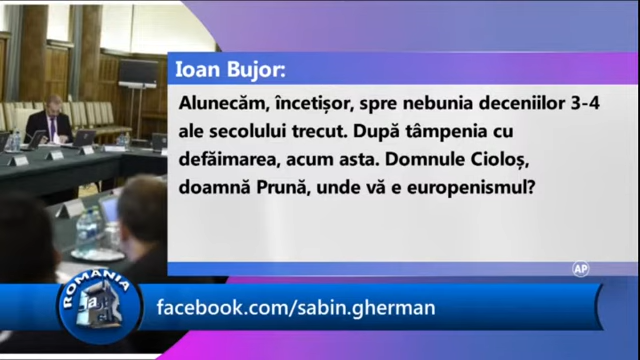 Ioan Bujor:
Alunecăm, încetișor, spre nebunia deceniilor 3-4
ale secolului trecut. După tâmpenia cu
defăimarea, acum asta. Domnule Cioloș,
doamnă Prună, unde vă e europenismul?
AP
ROMANIA
facebook.com/sabin.gherman